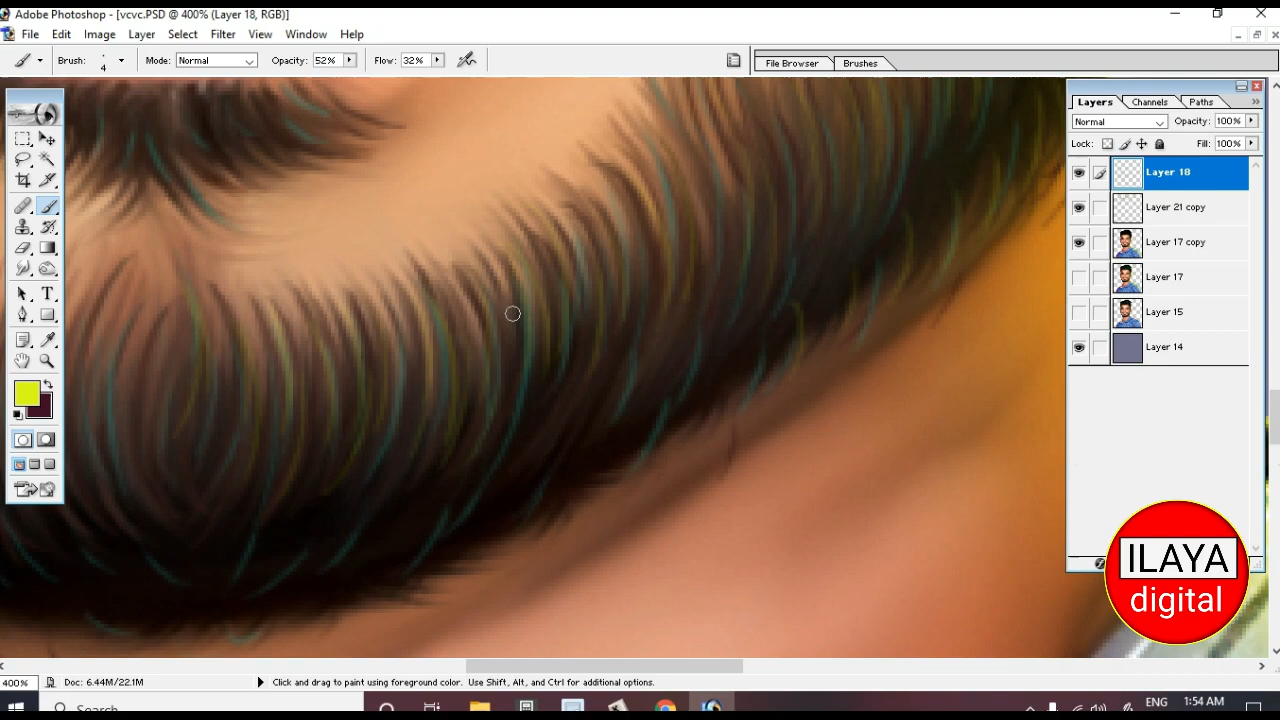 Adobe Photoshop - [vcvc.PSD @ 400% (Layer 18, RGB)]
File Edit Image Layer Select Filter View Window Help
Brush: 4 Mode: Normal Opacity: 52% Flow: 32%
File Browser Brushes
Layers Channels Paths
Normal Opacity: 100%
Lock: Fill: 100%
Layer 18
Layer 21 copy
Layer 17 copy
Layer 17
Layer 15
Layer 14
ILAYA
digital
400% Doc: 6.44M/22.1M Click and drag to paint using foreground color. Use Shift, Alt, and Ctrl for additional options.
Search ENG 1:54 AM